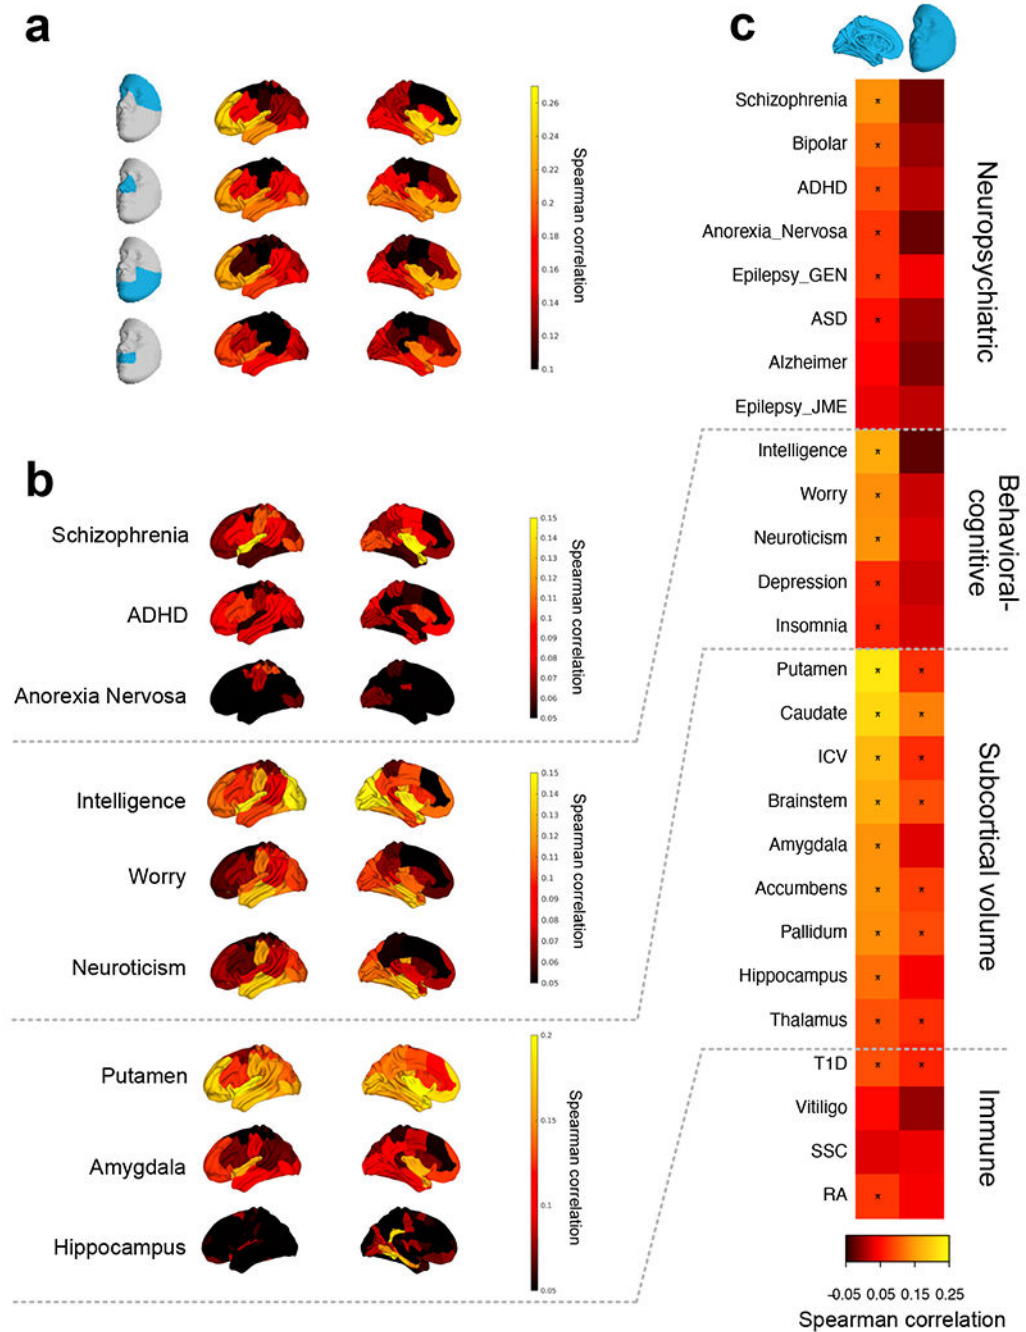 a
0.26
0.24
0.22
0.2
0.18
0.16
0.14
0.12
0.1
Spearman correlation
b
Schizophrenia
ADHD
Anorexia Nervosa
0.15
0.14
0.13
0.12
0.11
0.1
0.09
0.08
0.07
0.06
0.05
Spearman correlation
Intelligence
Worry
Neuroticism
0.15
0.14
0.13
0.12
0.11
0.1
0.09
0.08
0.07
0.06
0.05
Spearman correlation
Putamen
Amygdala
Hippocampus
0.2
0.15
0.1
0.05
Spearman correlation
c
Schizophrenia
Bipolar
ADHD
Anorexia_Nervosa
Epilepsy_GEN
ASD
Alzheimer
Epilepsy_JME
Neuropsychiatric
Intelligence
Worry
Neuroticism
Depression
Insomnia
Behavioral-
cognitive
Putamen
Caudate
ICV
Brainstem
Amygdala
Accumbens
Pallidum
Hippocampus
Thalamus
Subcortical volume
T1D
Vitiligo
SSC
RA
Immune
-0.05 0.05 0.15 0.25
Spearman correlation